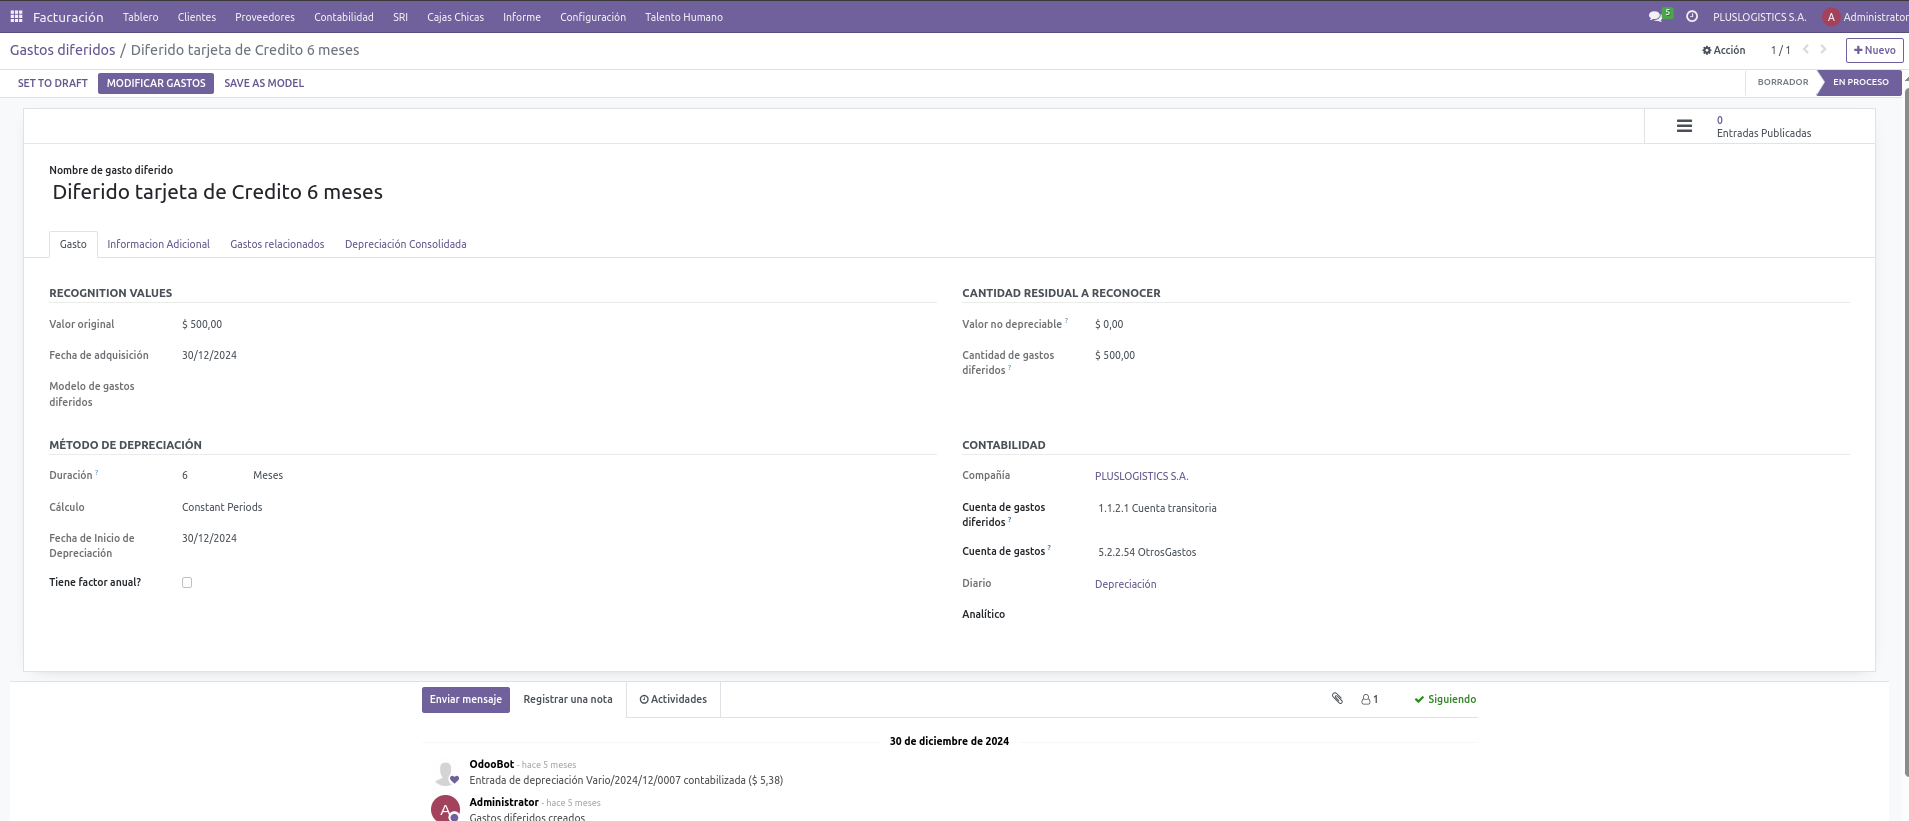 Facturación Tablero Clientes Proveedores Contabilidad SRI Cajas Chicas Informe Configuración Talento Humano 5 PLUSLOGISTICS S.A. A Administrator
Gastos diferidos / Diferido tarjeta de Credito 6 meses Acción 1 / 1 Nuevo
SET TO DRAFT MODIFICAR GASTOS SAVE AS MODEL BORRADOR EN PROCESO
0
Entradas Publicadas
Nombre de gasto diferido
Diferido tarjeta de Credito 6 meses
Gasto Informacion Adicional Gastos relacionados Depreciación Consolidada
RECOGNITION VALUES
Valor original $ 500,00
Fecha de adquisición 30/12/2024
Modelo de gastos
diferidos
CANTIDAD RESIDUAL A RECONOCER
Valor no depreciable ? $ 0,00
Cantidad de gastos
diferidos ? $ 500,00
MÉTODO DE DEPRECIACIÓN
Duración ? 6 Meses
Cálculo Constant Periods
Fecha de Inicio de
Depreciación 30/12/2024
Tiene factor anual?
CONTABILIDAD
Compañía PLUSLOGISTICS S.A.
Cuenta de gastos
diferidos ? 1.1.2.1 Cuenta transitoria
Cuenta de gastos ? 5.2.2.54 OtrosGastos
Diario Depreciación
Analítico
Enviar mensaje Registrar una nota Actividades 1 Siguiendo
30 de diciembre de 2024
OdooBot - hace 5 meses
Entrada de depreciación Vario/2024/12/0007 contabilizada ($ 5,38)
A Administrator - hace 5 meses
Gastos diferidos creados